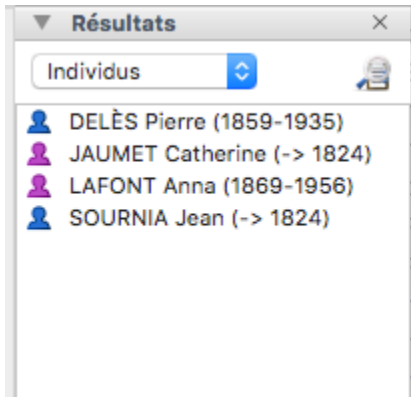 Résultats
Individus
DELÈS Pierre (1859-1935)
JAUMET Catherine (-> 1824)
LAFONT Anna (1869-1956)
SOURNIA Jean (-> 1824)